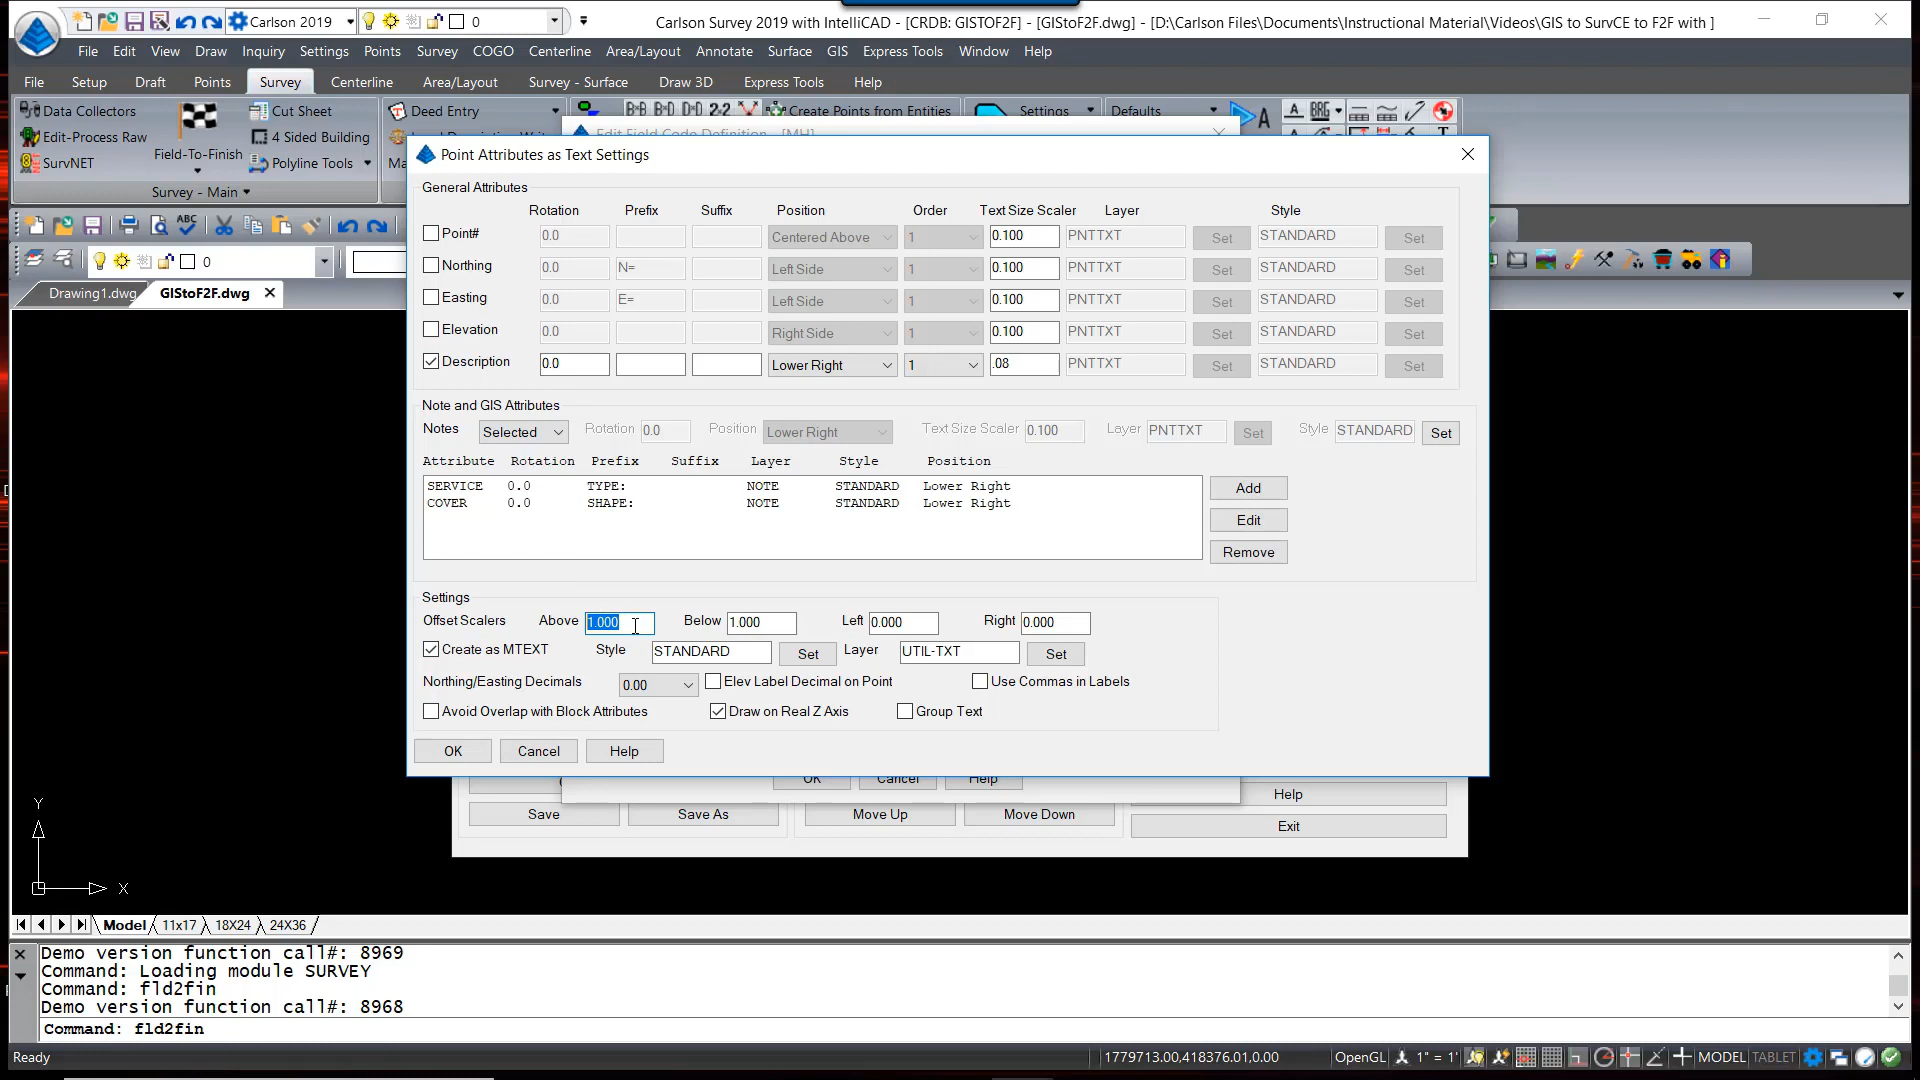 Carlson 2019
0
Carlson Survey 2019 with IntelliCAD - [CRDB: GISTOF2F] - [GIStoF2F.dwg] - [D:\Carlson Files\Documents\Instructional Material\Videos\GIS to SurvCE to F2F with ]
File Edit View Draw Inquiry Settings Points Survey COGO Centerline Area/Layout Annotate Surface GIS Express Tools Window Help
File Setup Draft Points Survey Centerline Area/Layout Survey - Surface Draw 3D Express Tools Help
Data Collectors
Edit-Process Raw
SurvNET
Field-To-Finish
Cut Sheet
4 Sided Building
Polyline Tools
Survey - Main
Deed Entry
Create Points from Entities
Settings
Defaults
BRG
Edit Field Code Definition - [MH]
0
Drawing1.dwg
GIStoF2F.dwg
Point Attributes as Text Settings
General Attributes
Rotation Prefix Suffix Position Order Text Size Scaler Layer Style
Point# 0.0 Centered Above 1 0.100 PNTTXT Set STANDARD Set
Northing 0.0 N= Left Side 1 0.100 PNTTXT Set STANDARD Set
Easting 0.0 E= Left Side 1 0.100 PNTTXT Set STANDARD Set
Elevation 0.0 Right Side 1 0.100 PNTTXT Set STANDARD Set
Description 0.0 Lower Right 1 .08 PNTTXT Set STANDARD Set
Note and GIS Attributes
Notes Selected Rotation 0.0 Position Lower Right Text Size Scaler 0.100 Layer PNTTXT Set Style STANDARD Set
Attribute Rotation Prefix Suffix Layer Style Position
SERVICE 0.0 TYPE: NOTE STANDARD Lower Right
COVER 0.0 SHAPE: NOTE STANDARD Lower Right
Add
Edit
Remove
Settings
Offset Scalers Above 1.000 Below 1.000 Left 0.000 Right 0.000
Create as MTEXT Style STANDARD Set Layer UTIL-TXT Set
Northing/Easting Decimals 0.00 Elev Label Decimal on Point Use Commas in Labels
Avoid Overlap with Block Attributes Draw on Real Z Axis Group Text
OK Cancel Help
OK Cancel Help
Help
Save Save As Move Up Move Down
Exit
Y
X
Model 11x17 18X24 24X36
Demo version function call#: 8969
Command: Loading module SURVEY
Command: fld2fin
Demo version function call#: 8968
Command: fld2fin
Ready 1779713.00,418376.01,0.00 OpenGL 1" = 1' MODEL TABLET